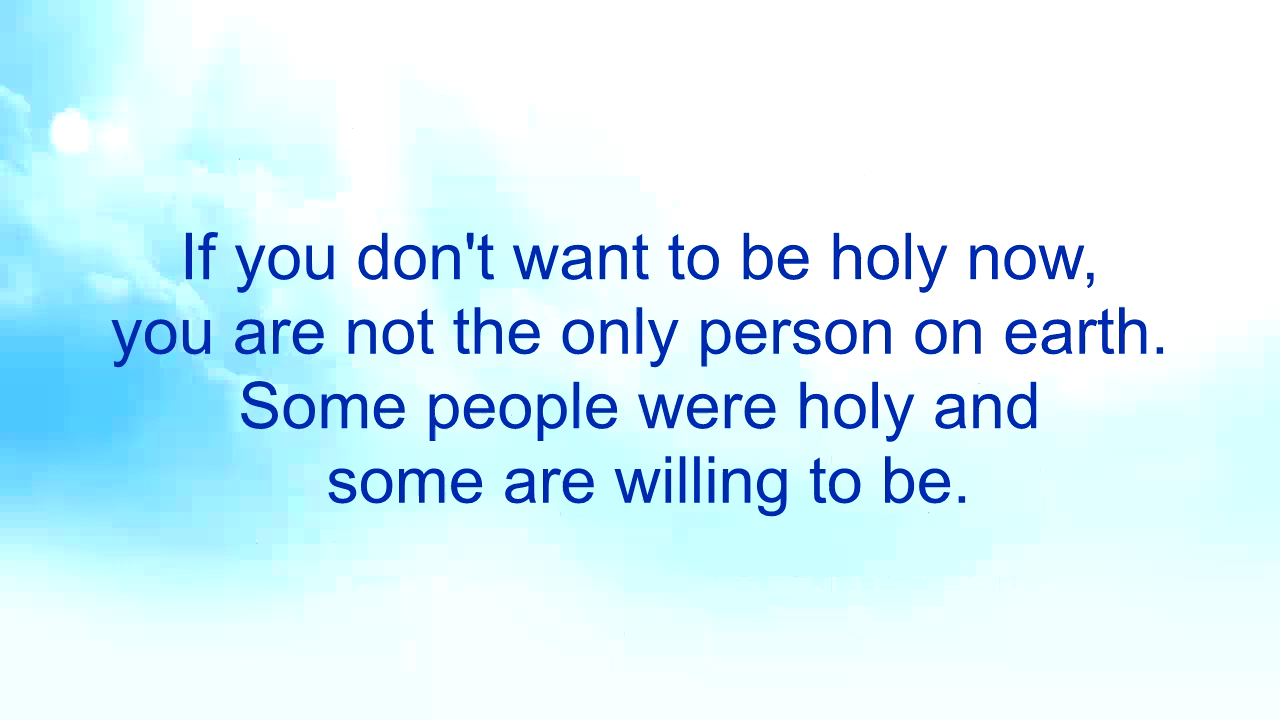 If you don't want to be holy now,
you are not the only person on earth.
Some people were holy and
some are willing to be.